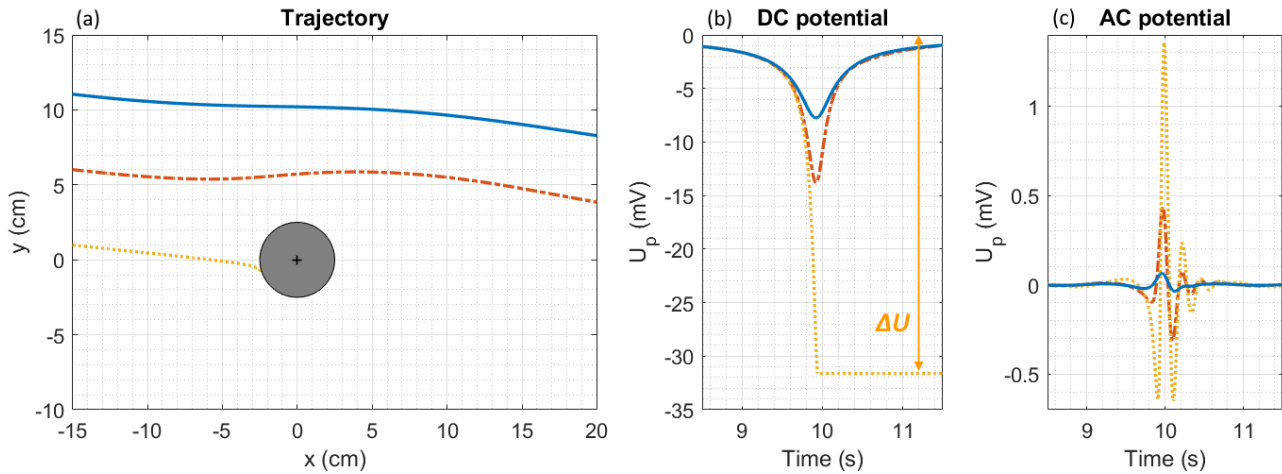 (a) Trajectory
15
10
5
0
-5
-10
y (cm)
-15 -10 -5 0 5 10 15 20
x (cm)
(b) DC potential
0
-5
-10
-15
-20
-25
-30
-35
U_p (mV)
ΔU
9 10 11
Time (s)
(c) AC potential
1
0.5
0
-0.5
U_p (mV)
9 10 11
Time (s)